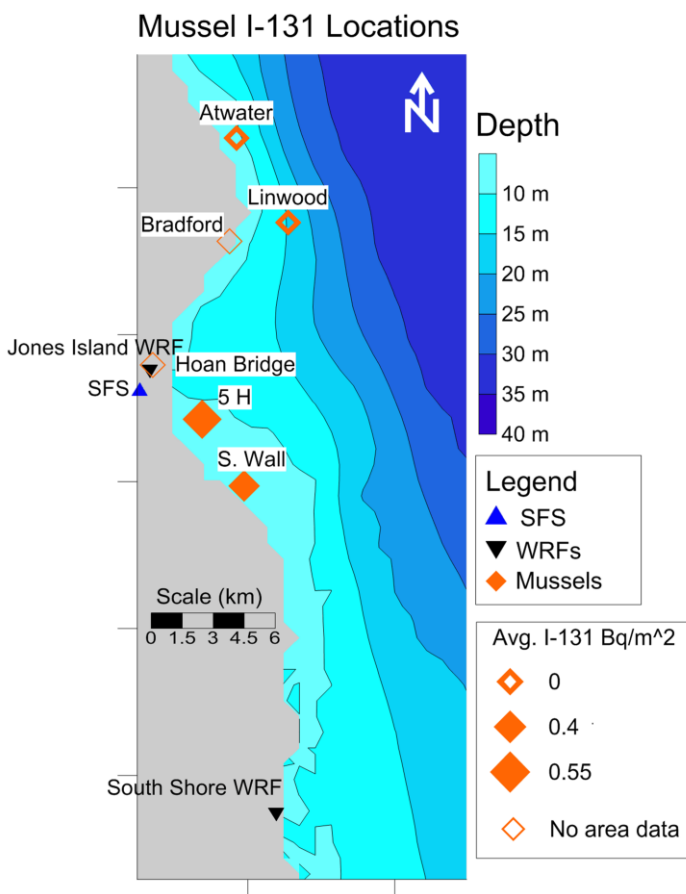 Mussel I-131 Locations
Atwater
Linwood
Bradford
Jones Island WRF
Hoan Bridge
SFS
5 H
S. Wall
Scale (km)
0 1.5 3 4.5 6
South Shore WRF
N
Depth
10 m
15 m
20 m
25 m
30 m
35 m
40 m
Legend
SFS
WRFs
Mussels
Avg. I-131 Bq/m^2
0
0.4
0.55
No area data